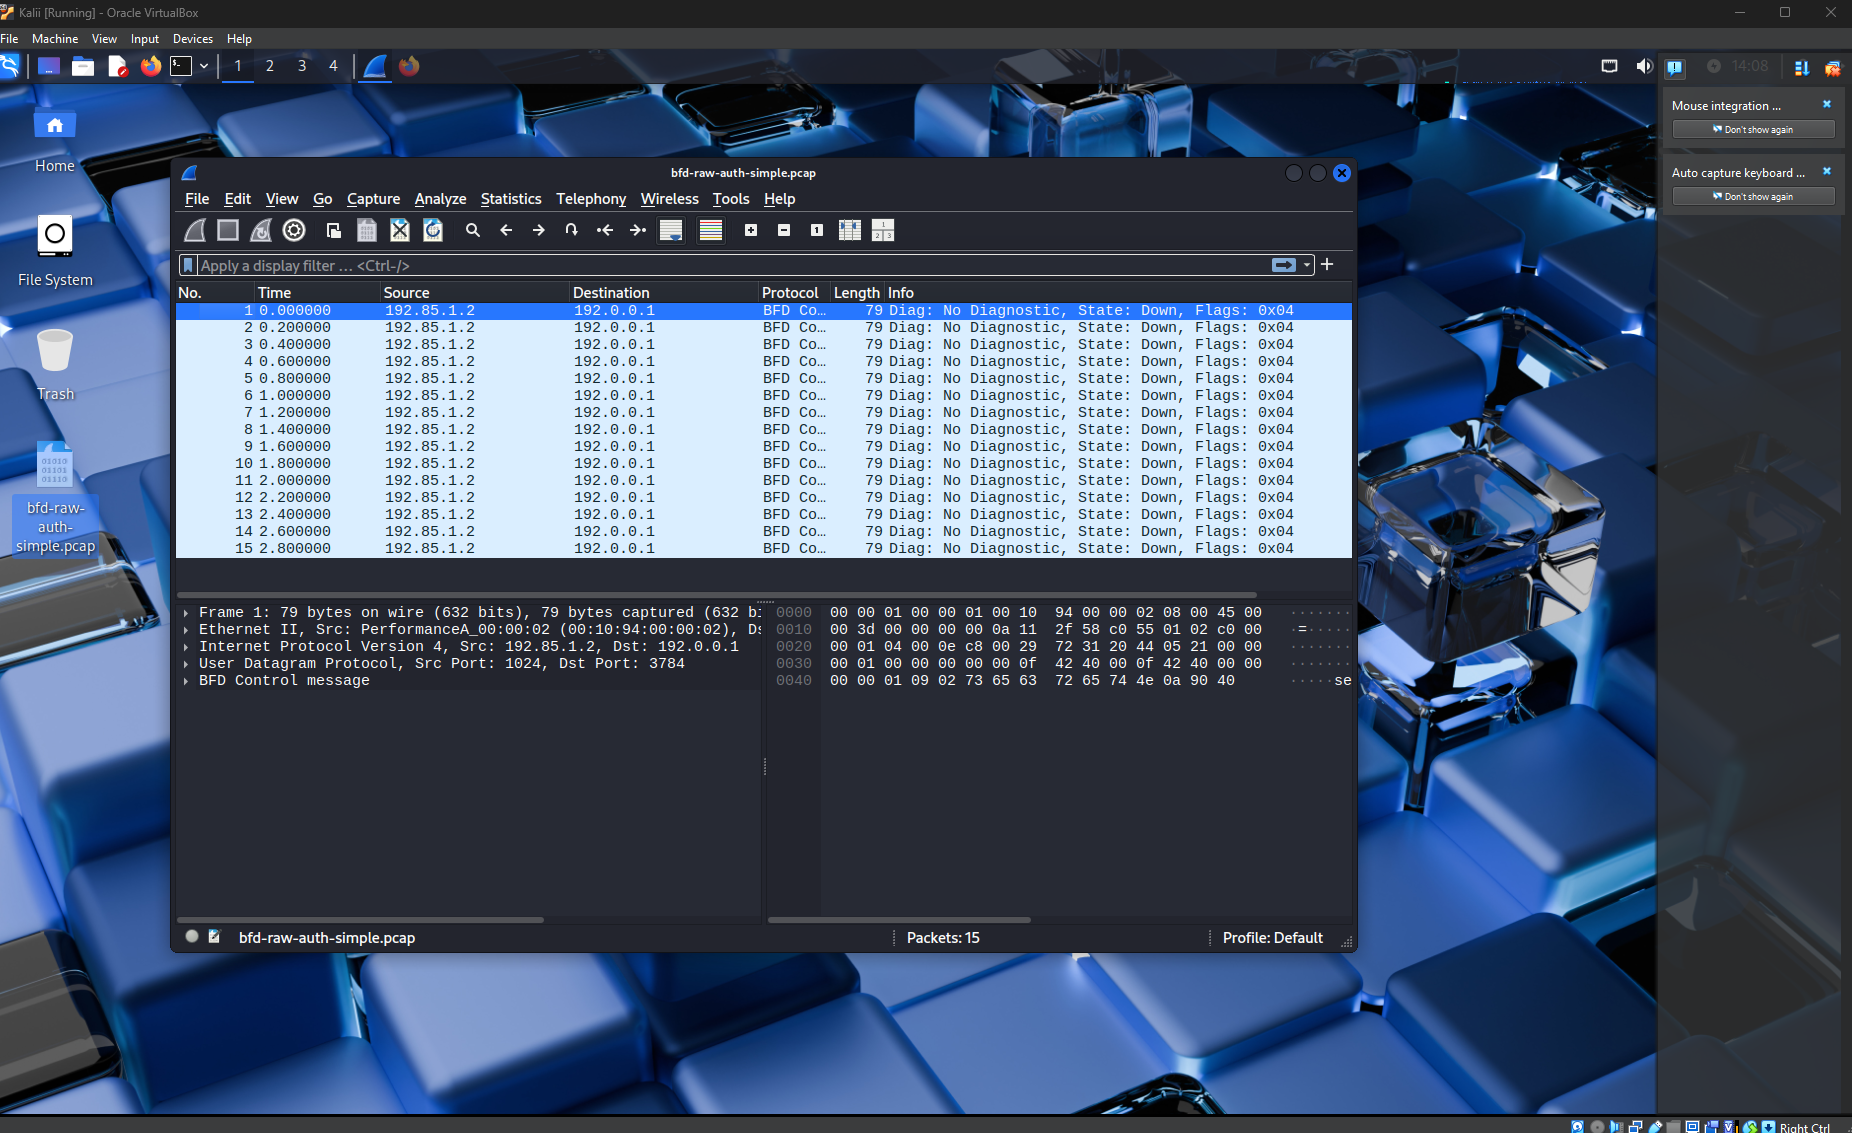 Kalii [Running] - Oracle VirtualBox
File Machine View Input Devices Help
1 2 3 4
14:08
Mouse integration ...
Don't show again
Auto capture keyboard ...
Don't show again
Home
File System
Trash
01010
01101
01110
bfd-raw-
auth-
simple.pcap
bfd-raw-auth-simple.pcap
File Edit View Go Capture Analyze Statistics Telephony Wireless Tools Help
Apply a display filter … <Ctrl-/>
No. Time Source Destination Protocol Length Info
1 0.000000 192.85.1.2 192.0.0.1 BFD Co… 79 Diag: No Diagnostic, State: Down, Flags: 0x04
2 0.200000 192.85.1.2 192.0.0.1 BFD Co… 79 Diag: No Diagnostic, State: Down, Flags: 0x04
3 0.400000 192.85.1.2 192.0.0.1 BFD Co… 79 Diag: No Diagnostic, State: Down, Flags: 0x04
4 0.600000 192.85.1.2 192.0.0.1 BFD Co… 79 Diag: No Diagnostic, State: Down, Flags: 0x04
5 0.800000 192.85.1.2 192.0.0.1 BFD Co… 79 Diag: No Diagnostic, State: Down, Flags: 0x04
6 1.000000 192.85.1.2 192.0.0.1 BFD Co… 79 Diag: No Diagnostic, State: Down, Flags: 0x04
7 1.200000 192.85.1.2 192.0.0.1 BFD Co… 79 Diag: No Diagnostic, State: Down, Flags: 0x04
8 1.400000 192.85.1.2 192.0.0.1 BFD Co… 79 Diag: No Diagnostic, State: Down, Flags: 0x04
9 1.600000 192.85.1.2 192.0.0.1 BFD Co… 79 Diag: No Diagnostic, State: Down, Flags: 0x04
10 1.800000 192.85.1.2 192.0.0.1 BFD Co… 79 Diag: No Diagnostic, State: Down, Flags: 0x04
11 2.000000 192.85.1.2 192.0.0.1 BFD Co… 79 Diag: No Diagnostic, State: Down, Flags: 0x04
12 2.200000 192.85.1.2 192.0.0.1 BFD Co… 79 Diag: No Diagnostic, State: Down, Flags: 0x04
13 2.400000 192.85.1.2 192.0.0.1 BFD Co… 79 Diag: No Diagnostic, State: Down, Flags: 0x04
14 2.600000 192.85.1.2 192.0.0.1 BFD Co… 79 Diag: No Diagnostic, State: Down, Flags: 0x04
15 2.800000 192.85.1.2 192.0.0.1 BFD Co… 79 Diag: No Diagnostic, State: Down, Flags: 0x04
Frame 1: 79 bytes on wire (632 bits), 79 bytes captured (632 bi
Ethernet II, Src: PerformanceA_00:00:02 (00:10:94:00:00:02), Ds
Internet Protocol Version 4, Src: 192.85.1.2, Dst: 192.0.0.1
User Datagram Protocol, Src Port: 1024, Dst Port: 3784
BFD Control message
0000 00 00 01 00 00 01 00 10 94 00 00 02 08 00 45 00 ·······
0010 00 3d 00 00 00 00 0a 11 2f 58 c0 55 01 02 c0 00 ·=·····
0020 00 01 04 00 0e c8 00 29 72 31 20 44 05 21 00 00 ·······
0030 00 01 00 00 00 00 00 0f 42 40 00 0f 42 40 00 00 ·······
0040 00 00 01 09 02 73 65 63 72 65 74 4e 0a 90 40 ·····se
bfd-raw-auth-simple.pcap Packets: 15 Profile: Default
Right Ctrl